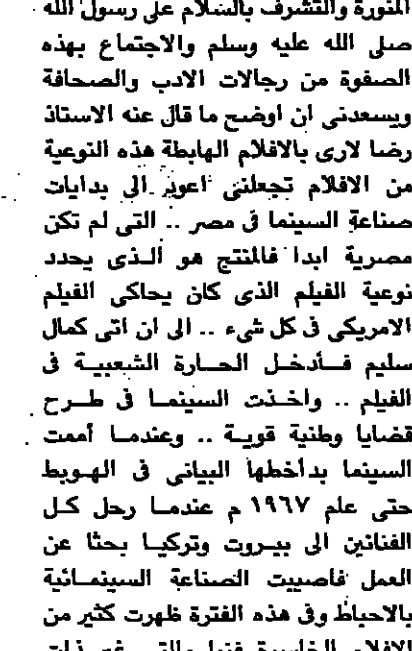 المنورة والتشرف بالسلام على رسول الله
صلى الله عليه وسلم والاجتماع بهذه
الصفوة من رجالات الادب والصحافة
ويسعدنى ان اوضح ما قال عنه الاستاذ
رضا لارى بالافلام الهابطة هذه النوعية
من الافلام تجعلنى اعود الى بدايات
صناعة السينما فى مصر .. التى لم تكن
مصرية ابدا فالمنتج هو الذى يحدد
نوعية الفيلم الذى كان يحاكى الفيلم
الامريكى فى كل شىء .. الى ان اتى كمال
سليم فأدخل الحارة الشعبية فى
الفيلم .. واخذت السينما فى طرح
قضايا وطنية قوية .. وعندما أممت
السينما بدأ خطها البيانى فى الهوبط
حتى علم ١٩٦٧ م عندما رحل كل
الفنانين الى بيروت وتركيا بحثا عن
العمل فاصيبت الصناعة السينمائية
بالاحباط وفى هذه الفترة ظهرت كثير من
الافلام